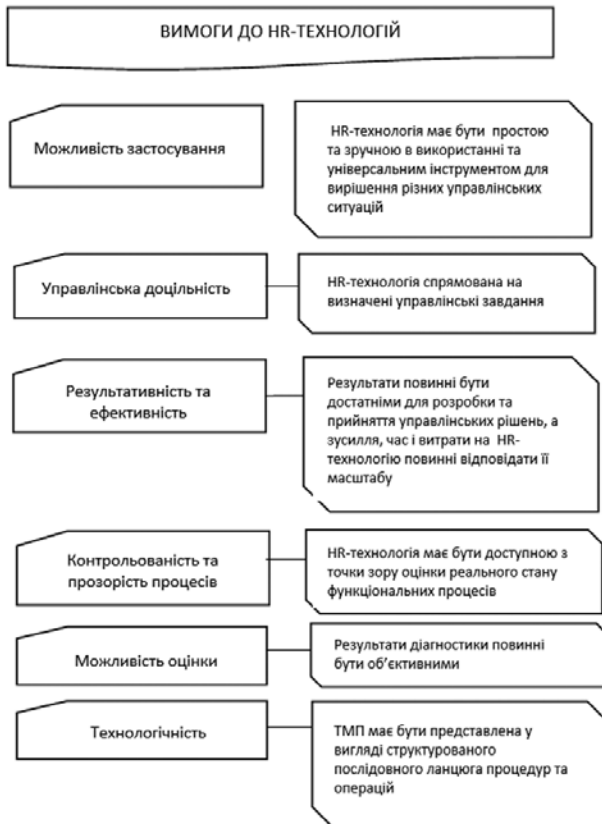 ВИМОГИ ДО HR-ТЕХНОЛОГІЙ
Можливість застосування
HR-технологія має бути простою
та зручною в використанні та
універсальним інструментом для
вирішення різних управлінських
ситуацій
Управлінська доцільність
HR-технологія спрямована на
визначені управлінські завдання
Результативність та
ефективність
Результати повинні бути
достатніми для розробки та
прийняття управлінських рішень, а
зусилля, час і витрати на HR-
технологію повинні відповідати її
масштабу
Контрольованість та
прозорість процесів
HR-технологія має бути доступною з
точки зору оцінки реального стану
функціональних процесів
Можливість оцінки
Результати діагностики повинні
бути об’єктивними
Технологічність
ТМП має бути представлена у
вигляді структурованого
послідовного ланцюга процедур та
операцій